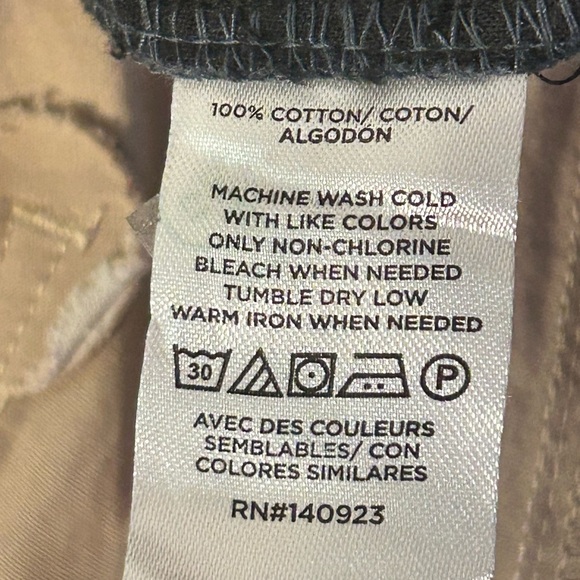 100% COTTON/ COTON/
ALGODÓN
MACHINE WASH COLD
WITH LIKE COLORS
ONLY NON-CHLORINE
BLEACH WHEN NEEDED
TUMBLE DRY LOW
WARM IRON WHEN NEEDED
30 P
AVEC DES COULEURS
SEMBLABLES/ CON
COLORES SIMILARES
RN#140923